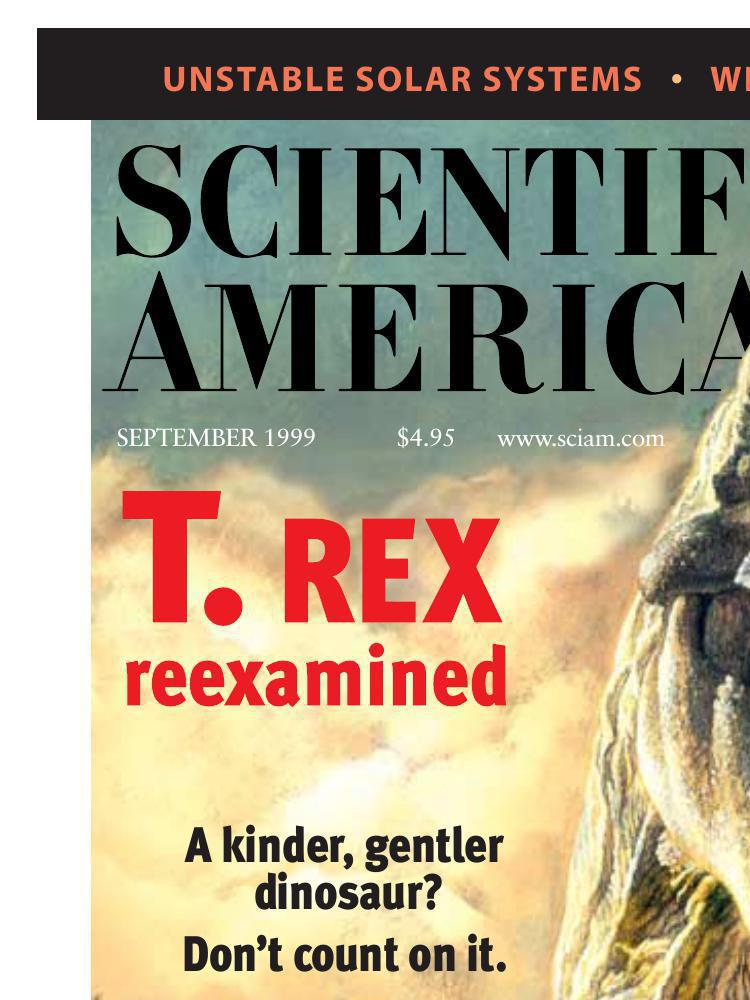 UNSTABLE SOLAR SYSTEMS •
SCIENTIF
AMERICA
SEPTEMBER 1999 $4.95 www.sciam.com
T. REX
reexamined
A kinder, gentler
dinosaur?
Don’t count on it.